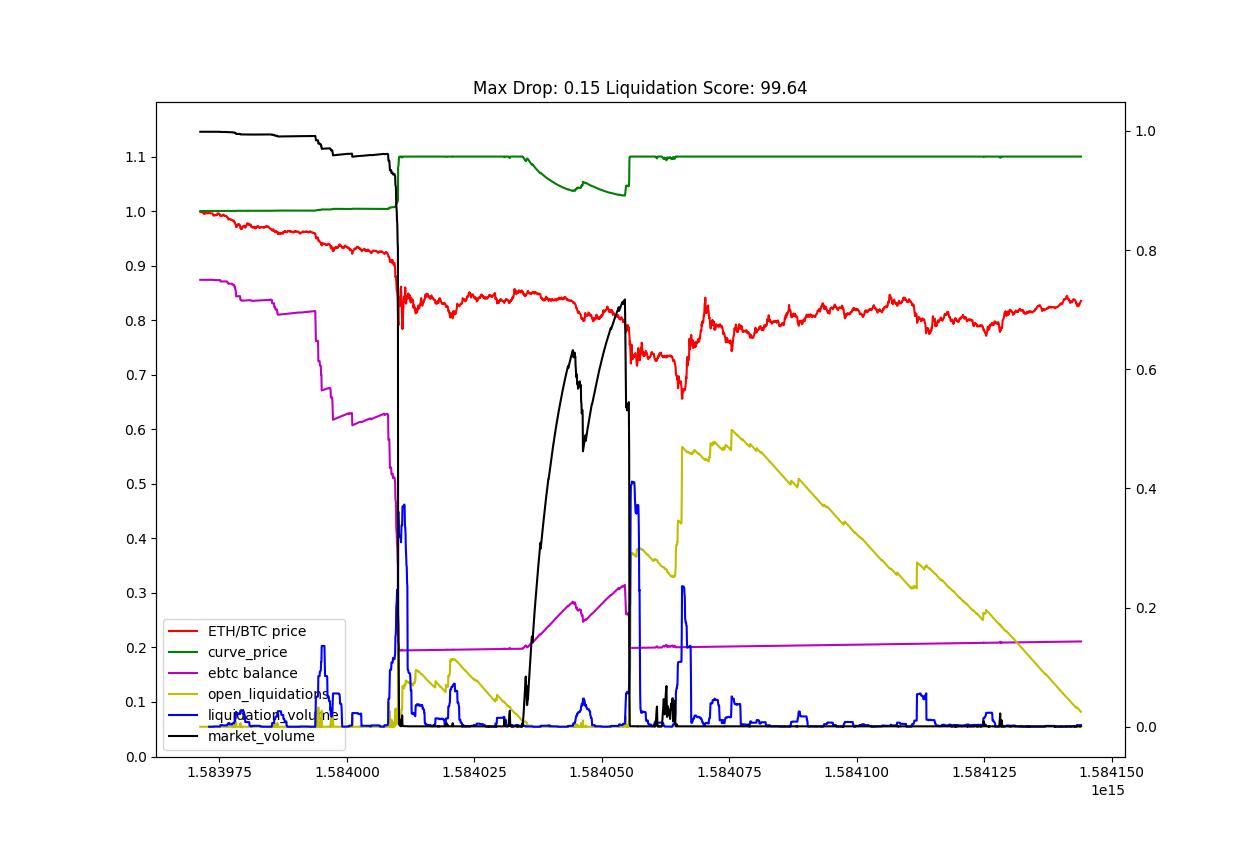 Max Drop: 0.15 Liquidation Score: 99.64
1.1
1.0
0.9
0.8
0.7
0.6
0.5
0.4
0.3
0.2
0.1
0.0
1.0
0.8
0.6
0.4
0.2
0.0
ETH/BTC price
curve_price
ebtc balance
open_liquidations
liquidation_volume
market_volume
1.583975 1.584000 1.584025 1.584050 1.584075 1.584100 1.584125 1.584150
1e15